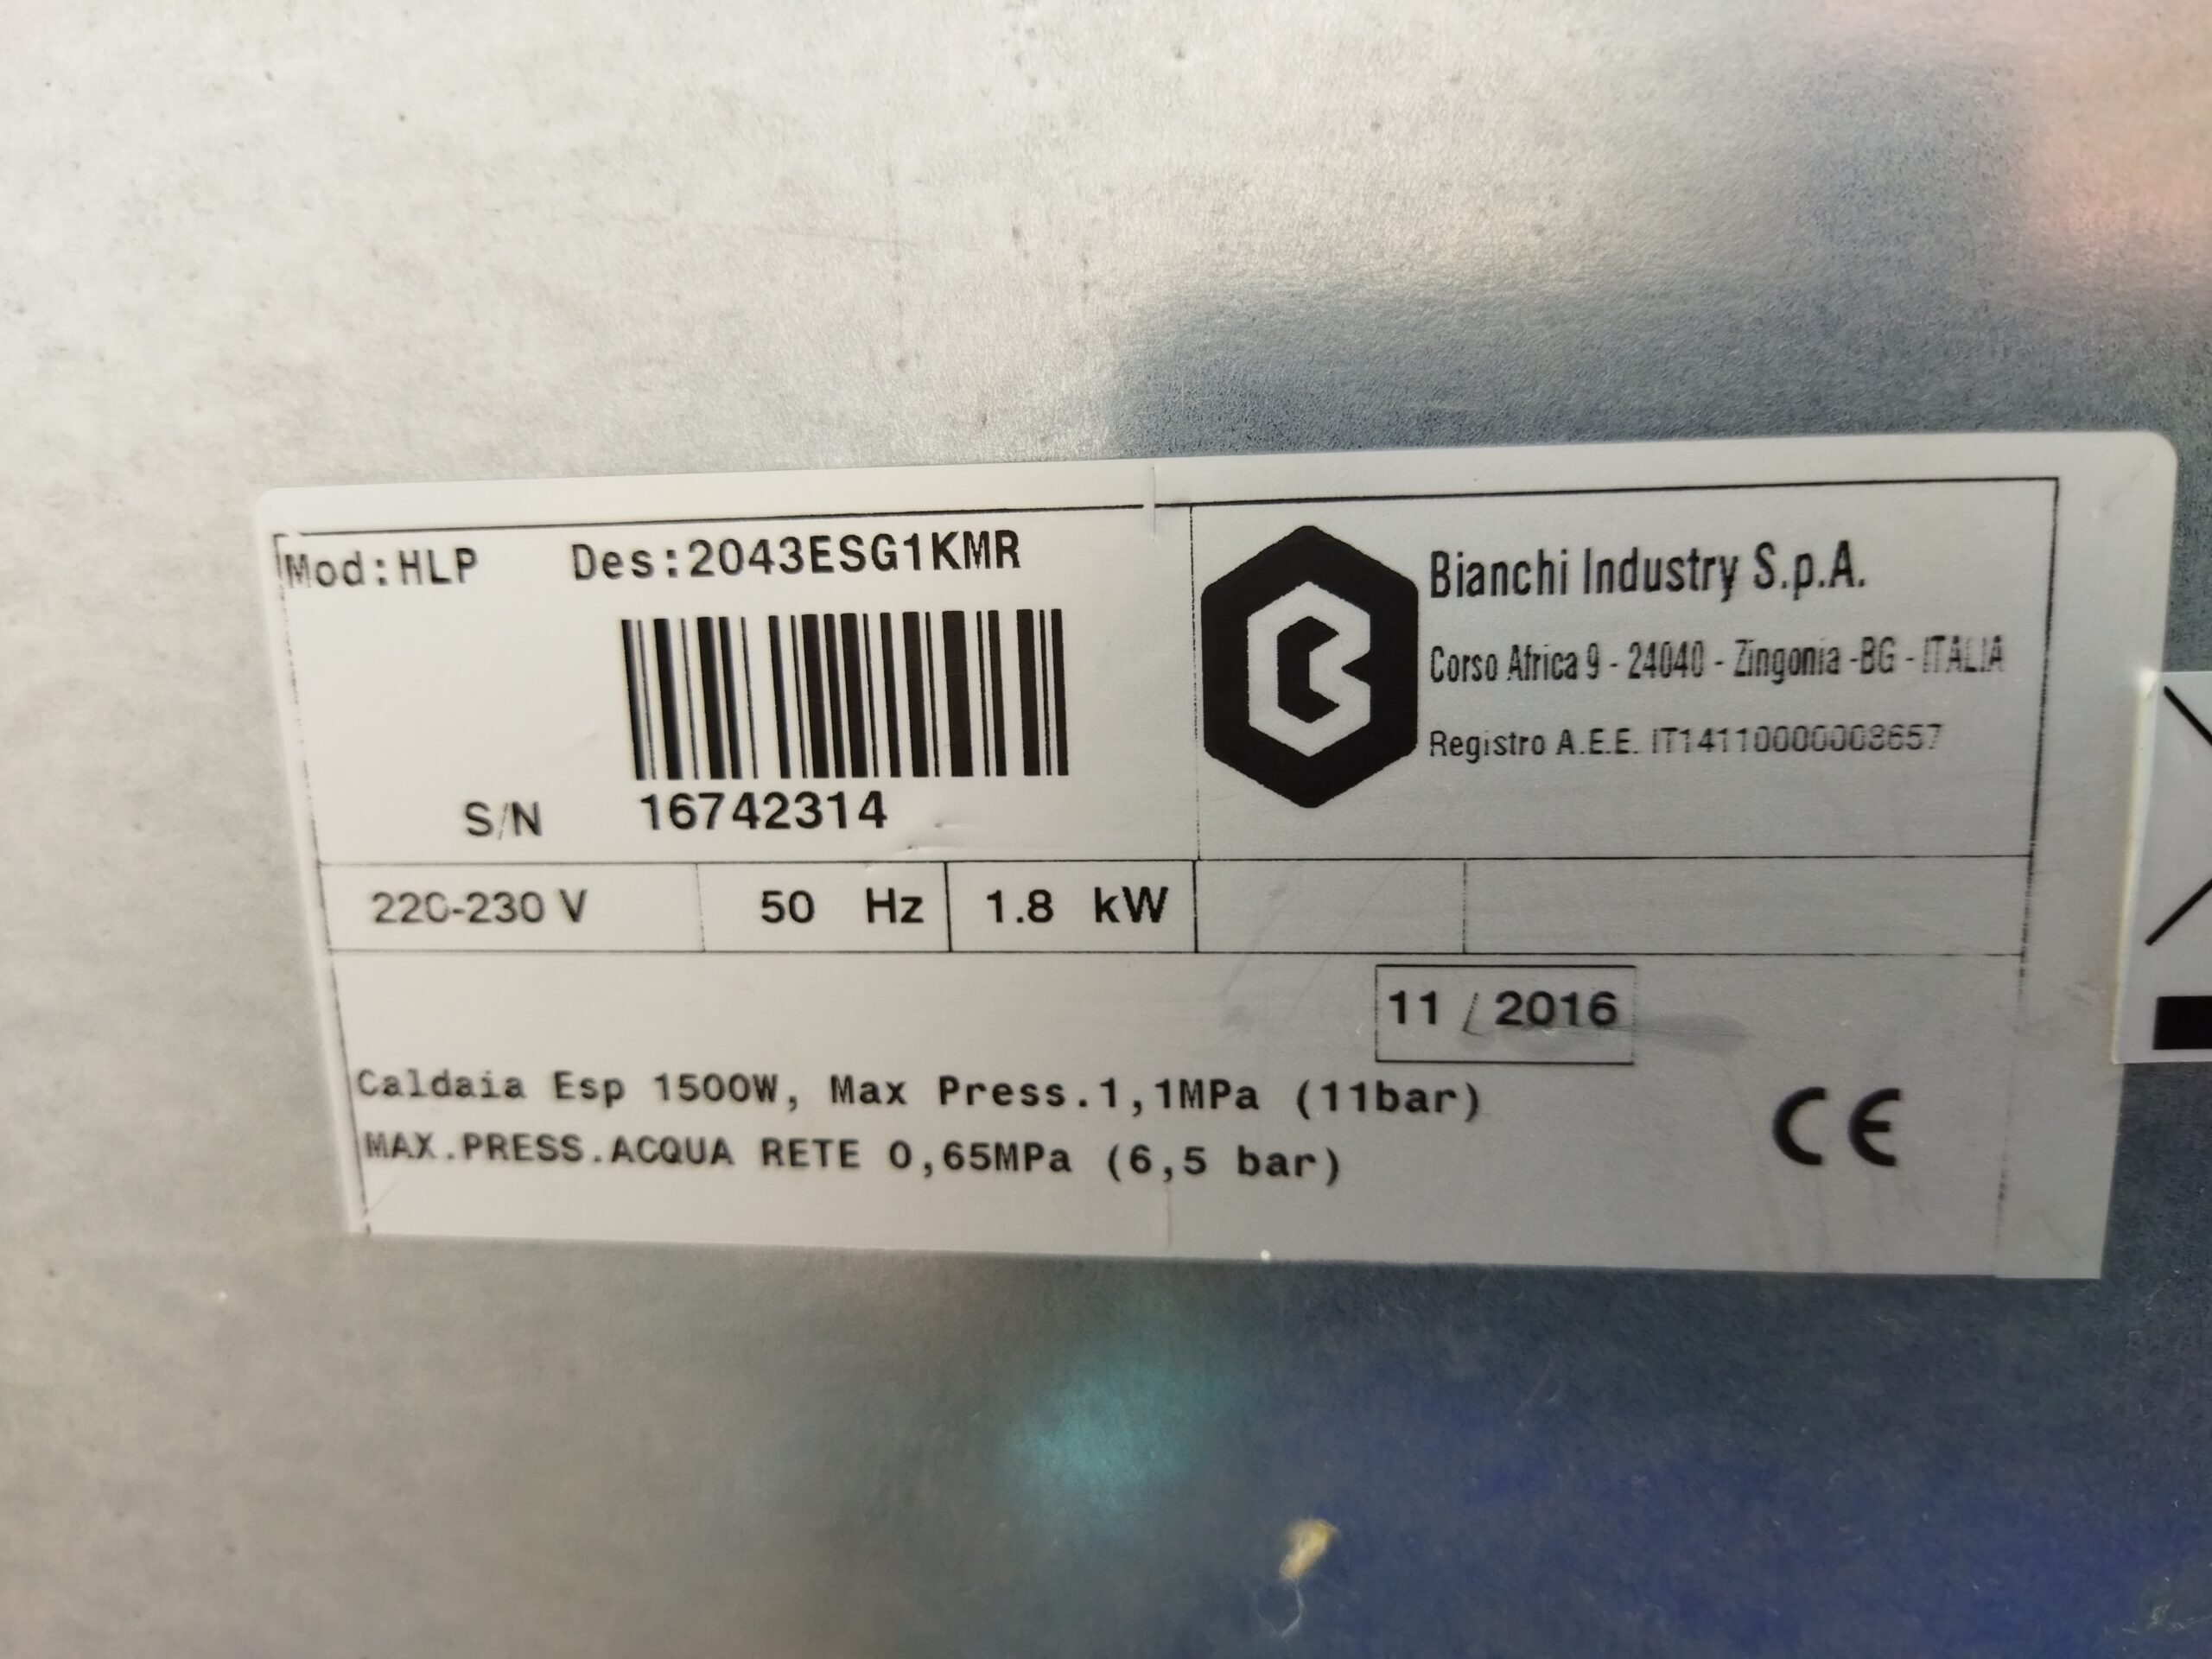 Mod:HLP Des:2043ESG1KMR
S/N 16742314
Bianchi Industry S.p.A.
Corso Africa 9 - 24040 - Zingonia -BG - ITALIA
Registro A.E.E. IT14110000008657
220-230 V 50 Hz 1.8 kW
11 / 2016
Caldaia Esp 1500W, Max Press.1,1MPa (11bar)
MAX.PRESS.ACQUA RETE 0,65MPa (6,5 bar)
CE